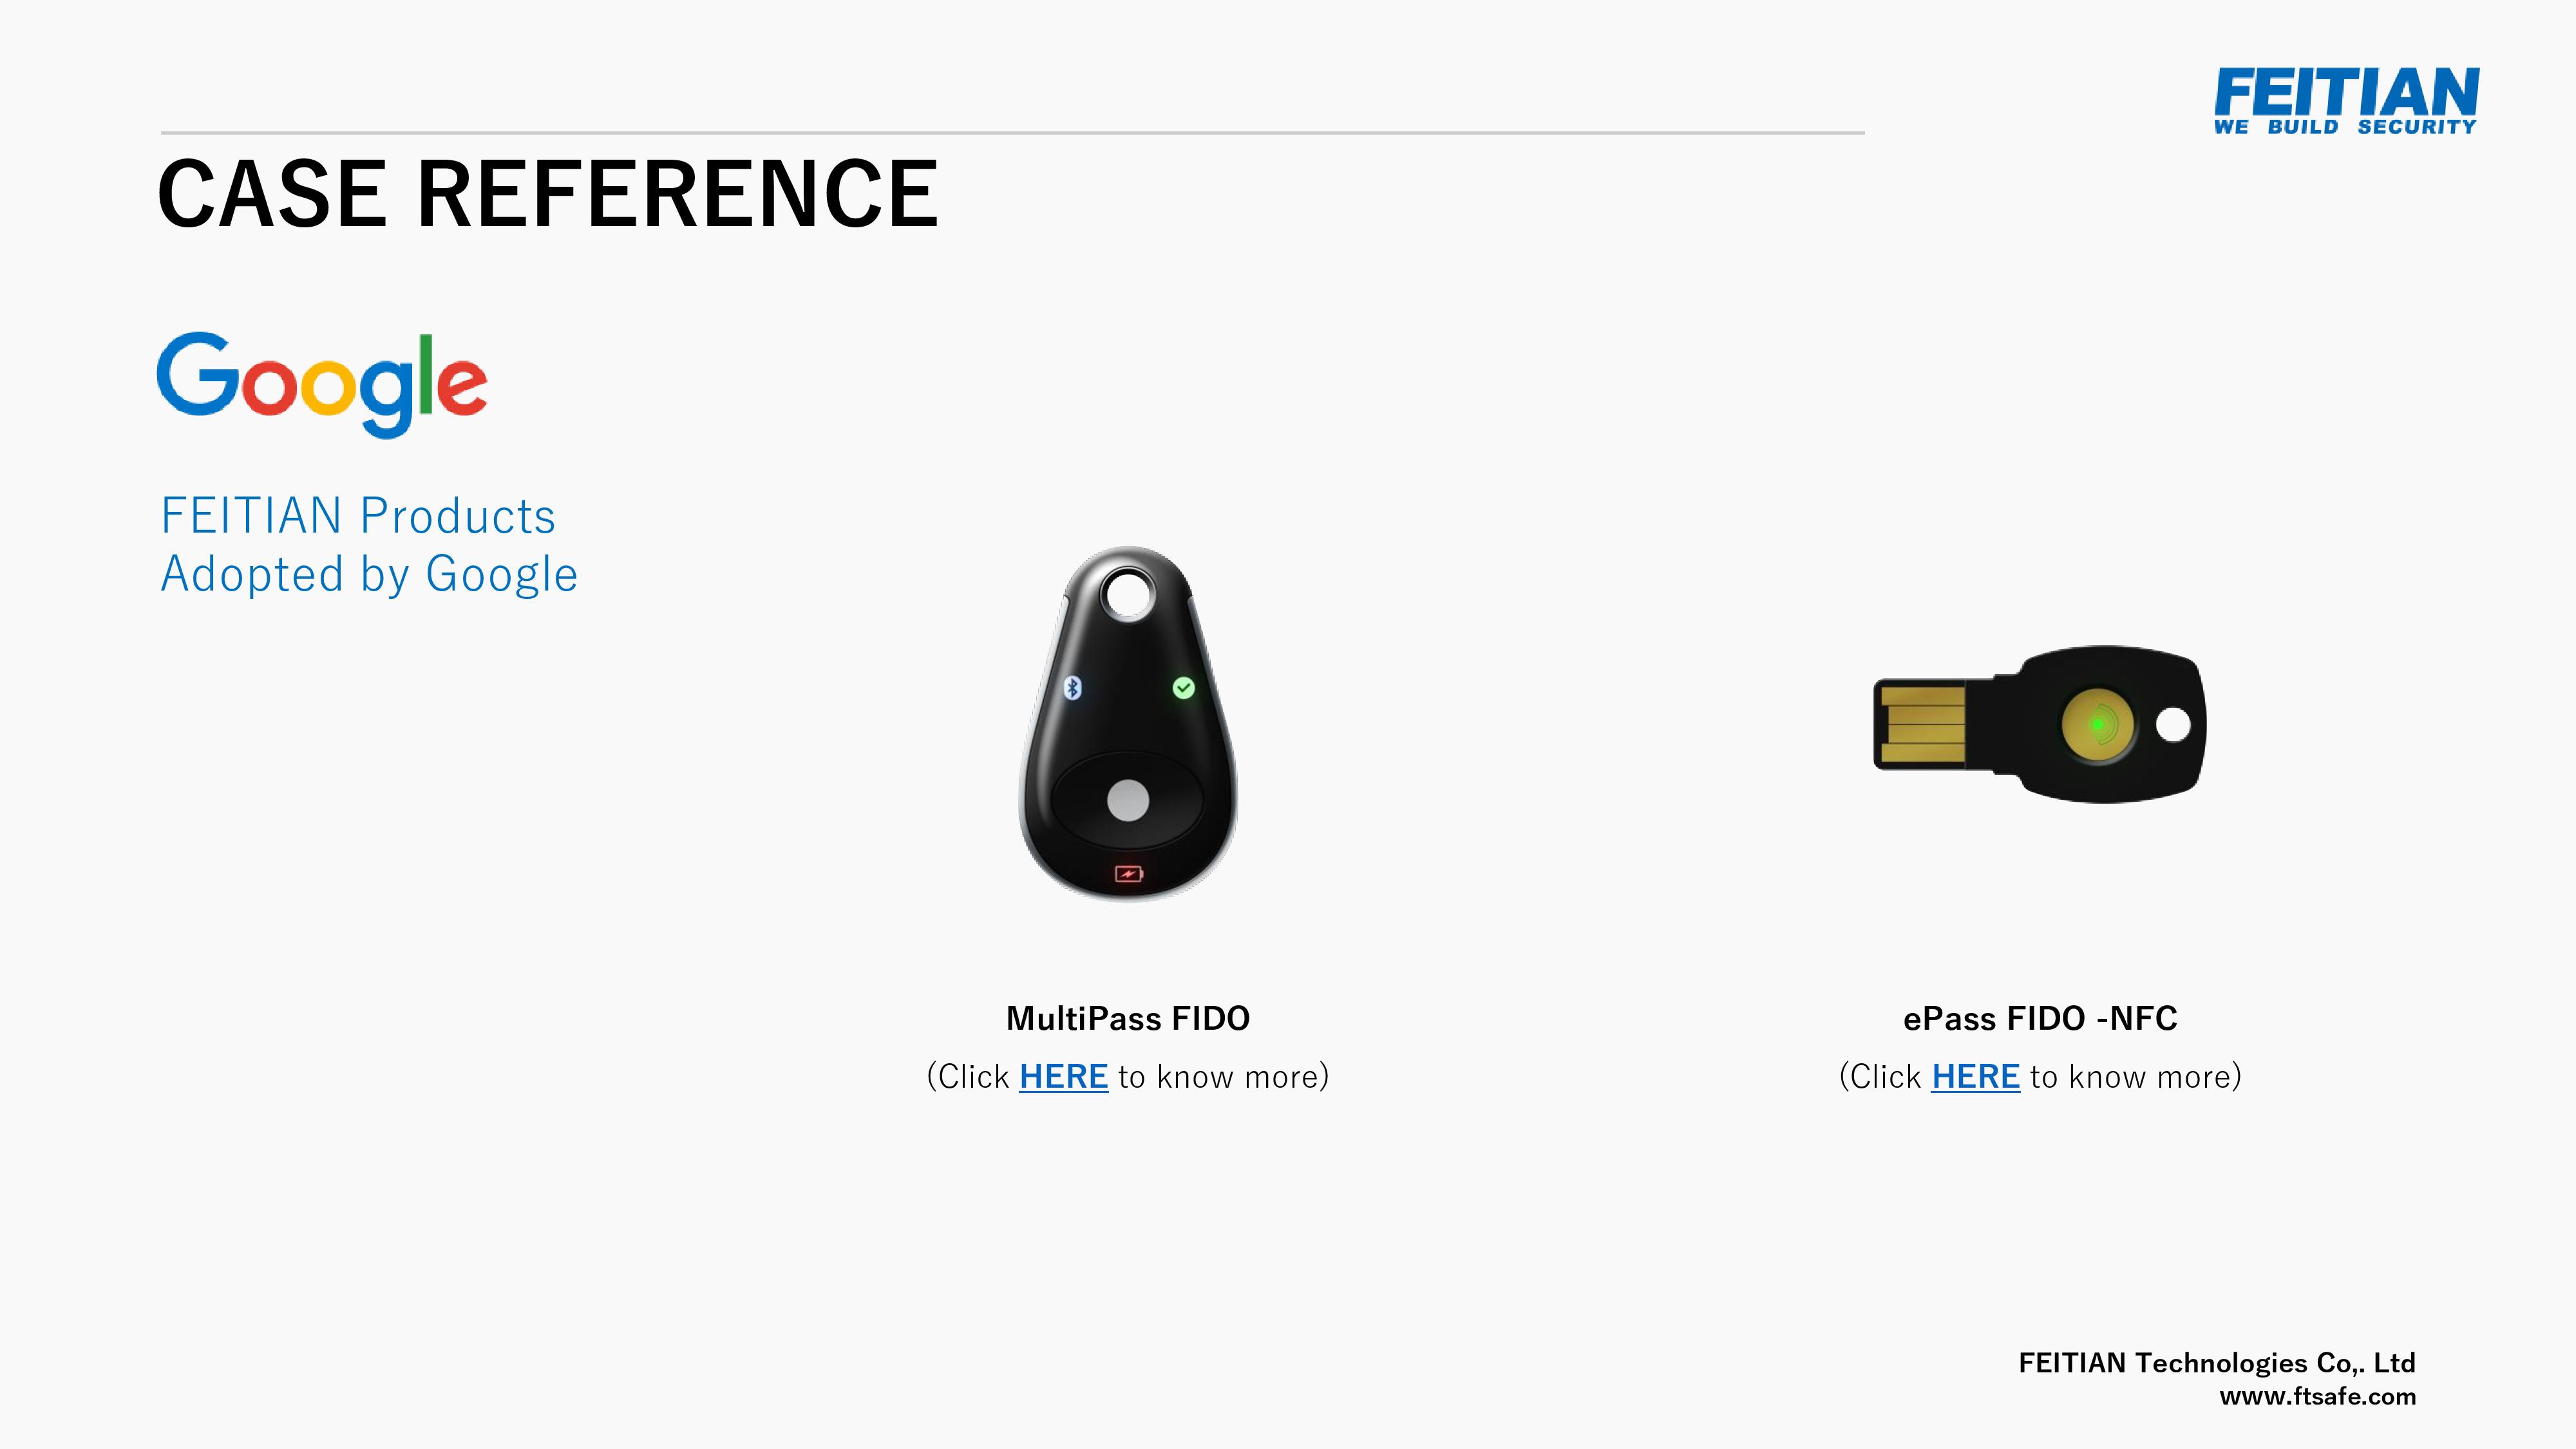 FEITIAN
WE BUILD SECURITY
CASE REFERENCE
Google
FEITIAN Products
Adopted by Google
MultiPass FIDO
(Click HERE to know more)
ePass FIDO -NFC
(Click HERE to know more)
FEITIAN Technologies Co,. Ltd
www.ftsafe.com